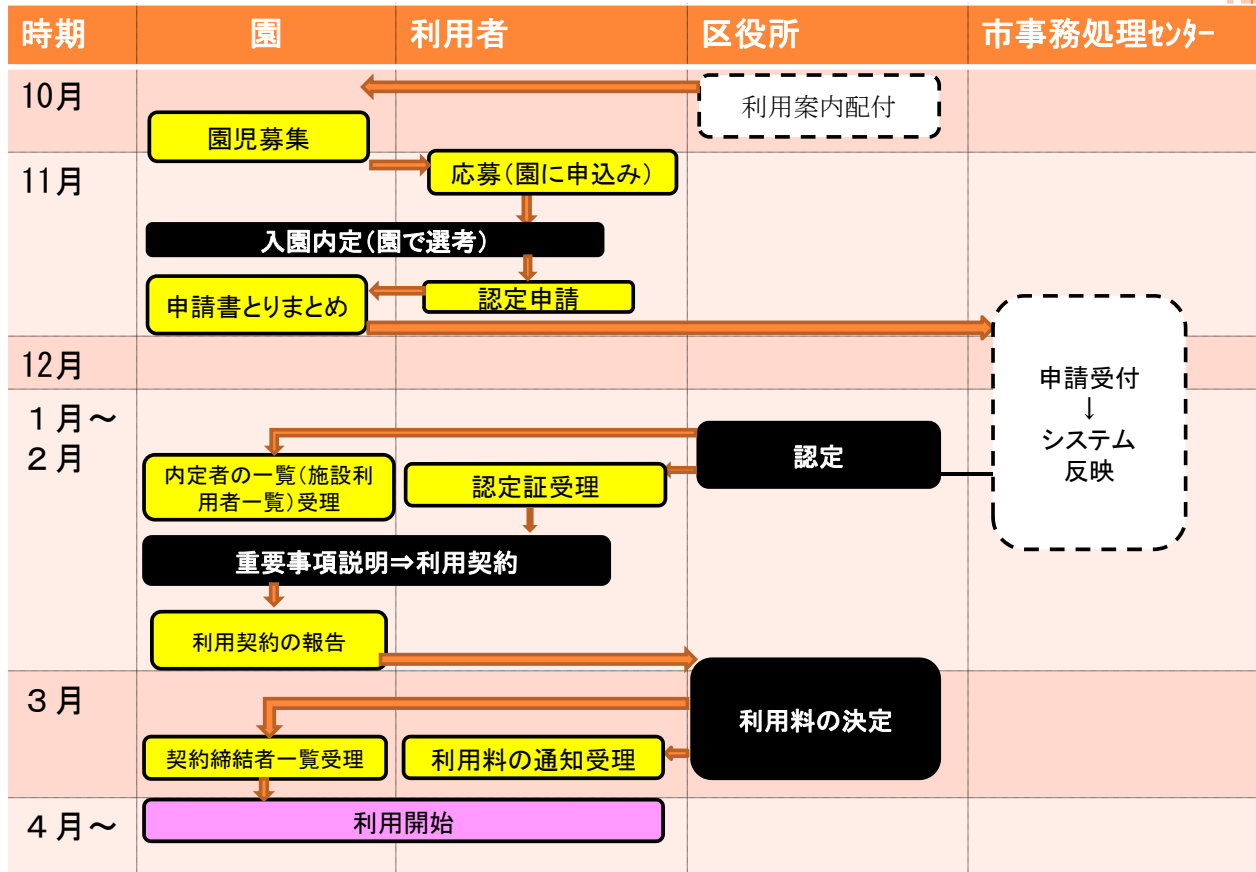 時期
園
利用者
区役所
市事務処理ｾﾝﾀｰ
10月
利用案内配付
園児募集
11月
応募(園に申込み)
入園内定(園で選考)
申請書とりまとめ
認定申請
12月
申請受付
↓
システム
反映
１月～
２月
認定
内定者の一覧(施設利
用者一覧)受理
認定証受理
重要事項説明⇒利用契約
利用契約の報告
３月
利用料の決定
契約締結者一覧受理
利用料の通知受理
４月～
利用開始